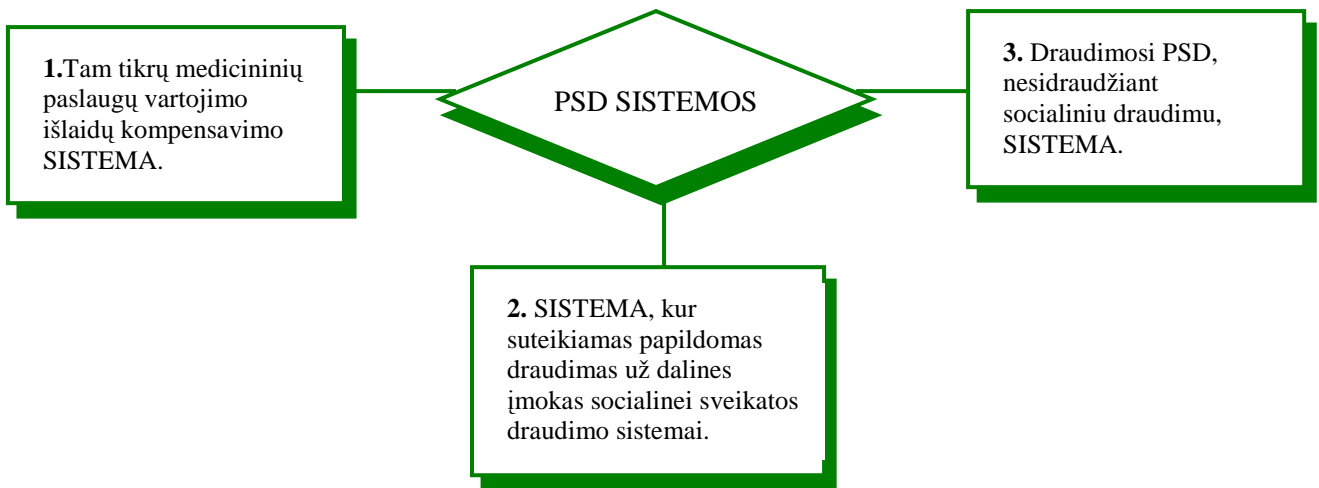 1.Tam tikrų medicininių
paslaugų vartojimo
išlaidų kompensavimo
SISTEMA.
PSD SISTEMOS
3. Draudimosi PSD,
nesidraudžiant
socialiniu draudimu,
SISTEMA.
2. SISTEMA, kur
suteikiamas papildomas
draudimas už dalines
įmokas socialinei sveikatos
draudimo sistemai.